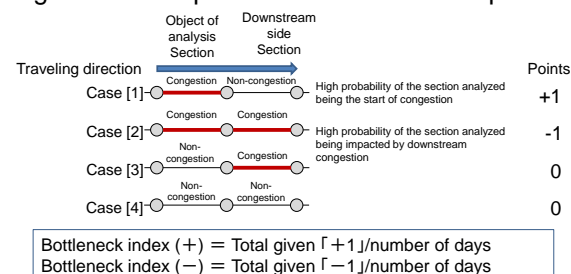 Object of
analysis
Section
Downstream
side
Section
Traveling direction
Points
Congestion Non-congestion
Case [1]
High probability of the section analyzed
being the start of congestion
+1
Congestion Congestion
Case [2]
High probability of the section analyzed
being impacted by downstream
congestion
-1
Non-
congestion
Congestion
Case [3]
0
Non-
congestion
Non-
congestion
Case [4]
0
Bottleneck index (+) = Total given「+1」/number of days
Bottleneck index (−) = Total given「−1」/number of days